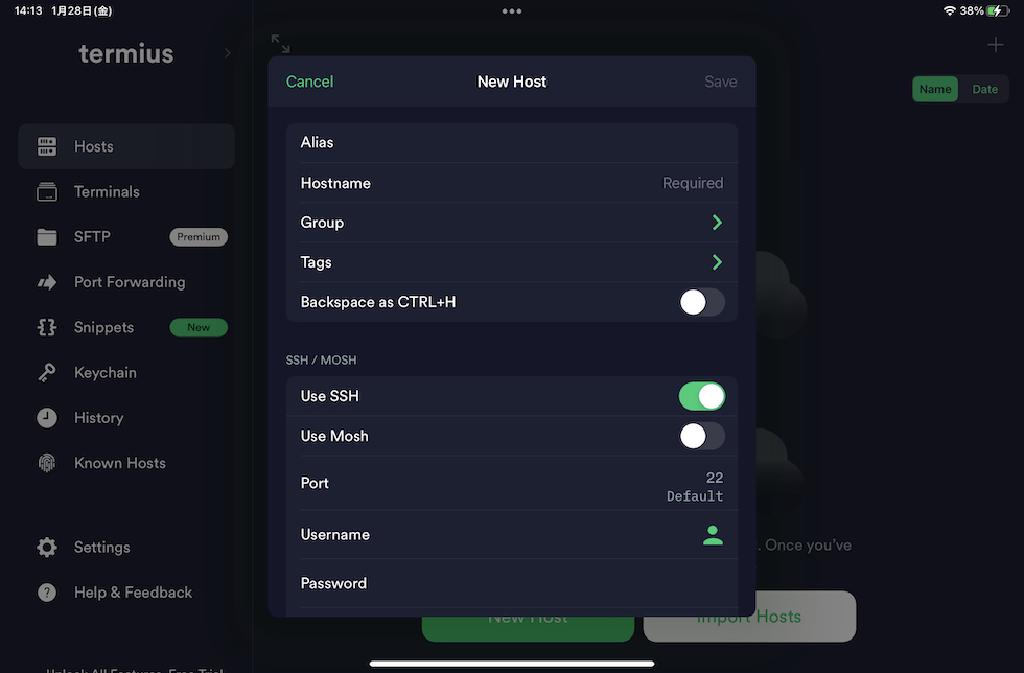 14:13 1月28日(金)
38%
termius
Cancel
New Host
Save
Name
Date
Hosts
Terminals
SFTP
Premium
Port Forwarding
Snippets
New
Keychain
History
Known Hosts
Settings
Help & Feedback
Alias
Hostname
Required
Group
Tags
Backspace as CTRL+H
SSH / MOSH
Use SSH
Use Mosh
Port
22
Default
Username
Password
. Once you've
New Host
Import Hosts
Unlock All Features. Free Trial